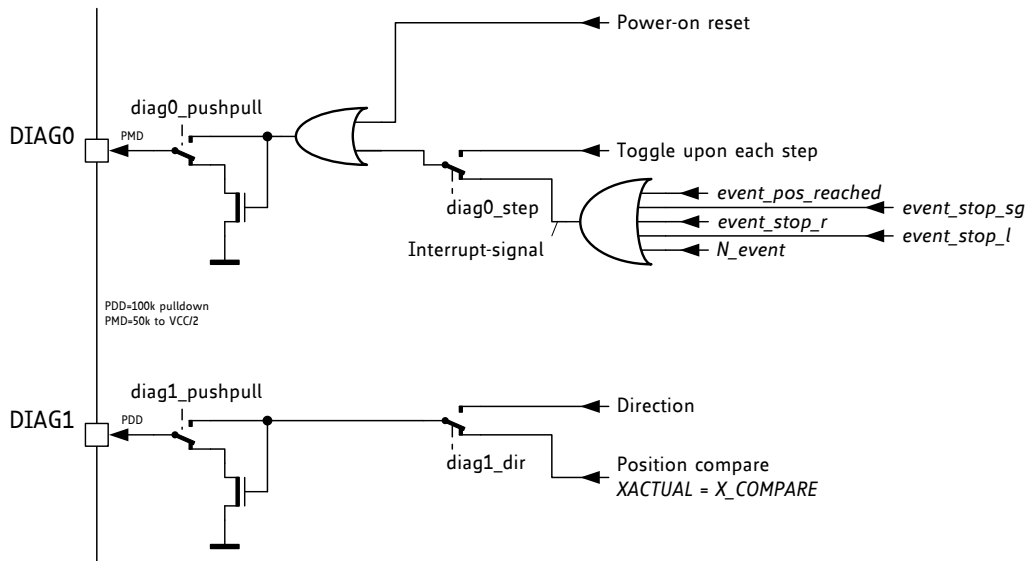 Power-on reset
diag0_pushpull
DIAG0
PMD
Toggle upon each step
diag0_step
event_pos_reached
event_stop_sg
event_stop_r
Interrupt-signal
event_stop_l
N_event
PDD=100k pulldown
PMD=50k to VCC/2
diag1_pushpull
DIAG1
PDD
Direction
diag1_dir
Position compare
XACTUAL = X_COMPARE